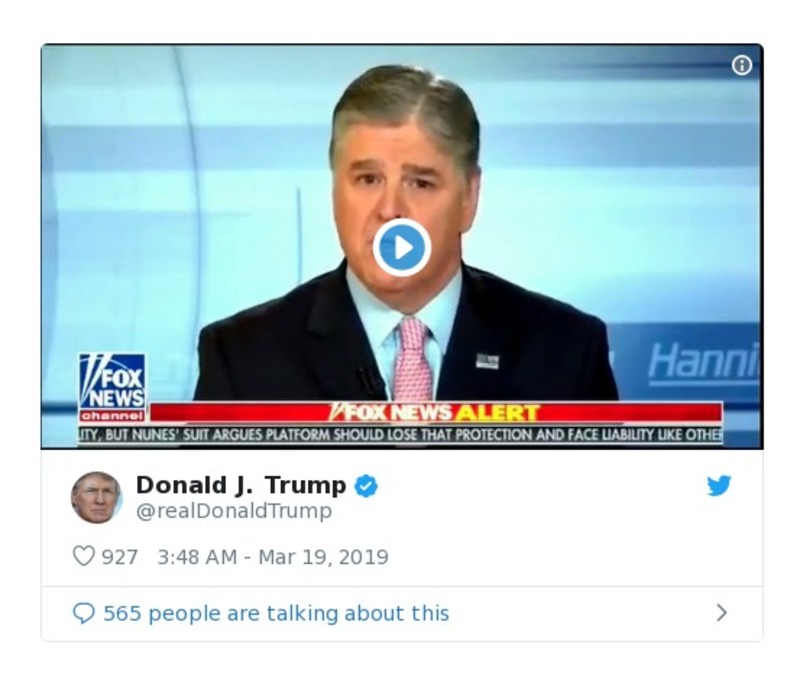 Hanni
FOX
NEWS
channel
FOX NEWS ALERT
ITY, BUT NUNES' SUIT ARGUES PLATFORM SHOULD LOSE THAT PROTECTION AND FACE LIABILITY LIKE OTHE
Donald J. Trump
@realDonaldTrump
927 3:48 AM - Mar 19, 2019
565 people are talking about this